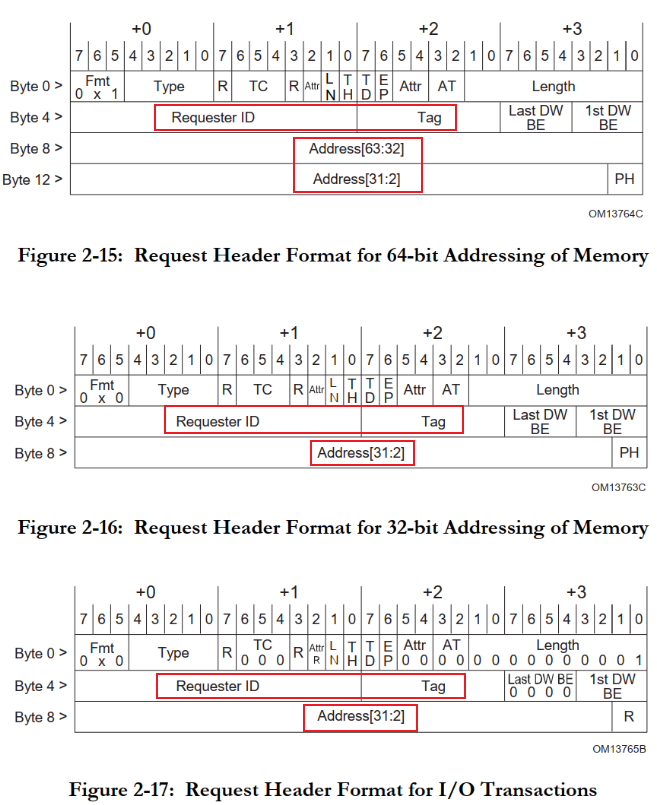 +0 +1 +2 +3
7 6 5 4 3 2 1 0 7 6 5 4 3 2 1 0 7 6 5 4 3 2 1 0 7 6 5 4 3 2 1 0
Byte 0 > Fmt 0 x 1 Type R TC R Attr LN TH TD EP Attr AT Length
Byte 4 > Requester ID Tag Last DW BE 1st DW BE
Byte 8 > Address[63:32]
Byte 12 > Address[31:2] PH
OM13764C
Figure 2-15: Request Header Format for 64-bit Addressing of Memory
+0 +1 +2 +3
7 6 5 4 3 2 1 0 7 6 5 4 3 2 1 0 7 6 5 4 3 2 1 0 7 6 5 4 3 2 1 0
Byte 0 > Fmt 0 x 0 Type R TC R Attr LN TH TD EP Attr AT Length
Byte 4 > Requester ID Tag Last DW BE 1st DW BE
Byte 8 > Address[31:2] PH
OM13763C
Figure 2-16: Request Header Format for 32-bit Addressing of Memory
+0 +1 +2 +3
7 6 5 4 3 2 1 0 7 6 5 4 3 2 1 0 7 6 5 4 3 2 1 0 7 6 5 4 3 2 1 0
Byte 0 > Fmt 0 x 0 Type R TC 0 0 0 R Attr R LN TH TD EP Attr 0 0 AT 0 0 Length 0 0 0 0 0 0 0 0 0 1
Byte 4 > Requester ID Tag Last DW BE 0 0 0 0 1st DW BE
Byte 8 > Address[31:2] R
OM13765B
Figure 2-17: Request Header Format for I/O Transactions